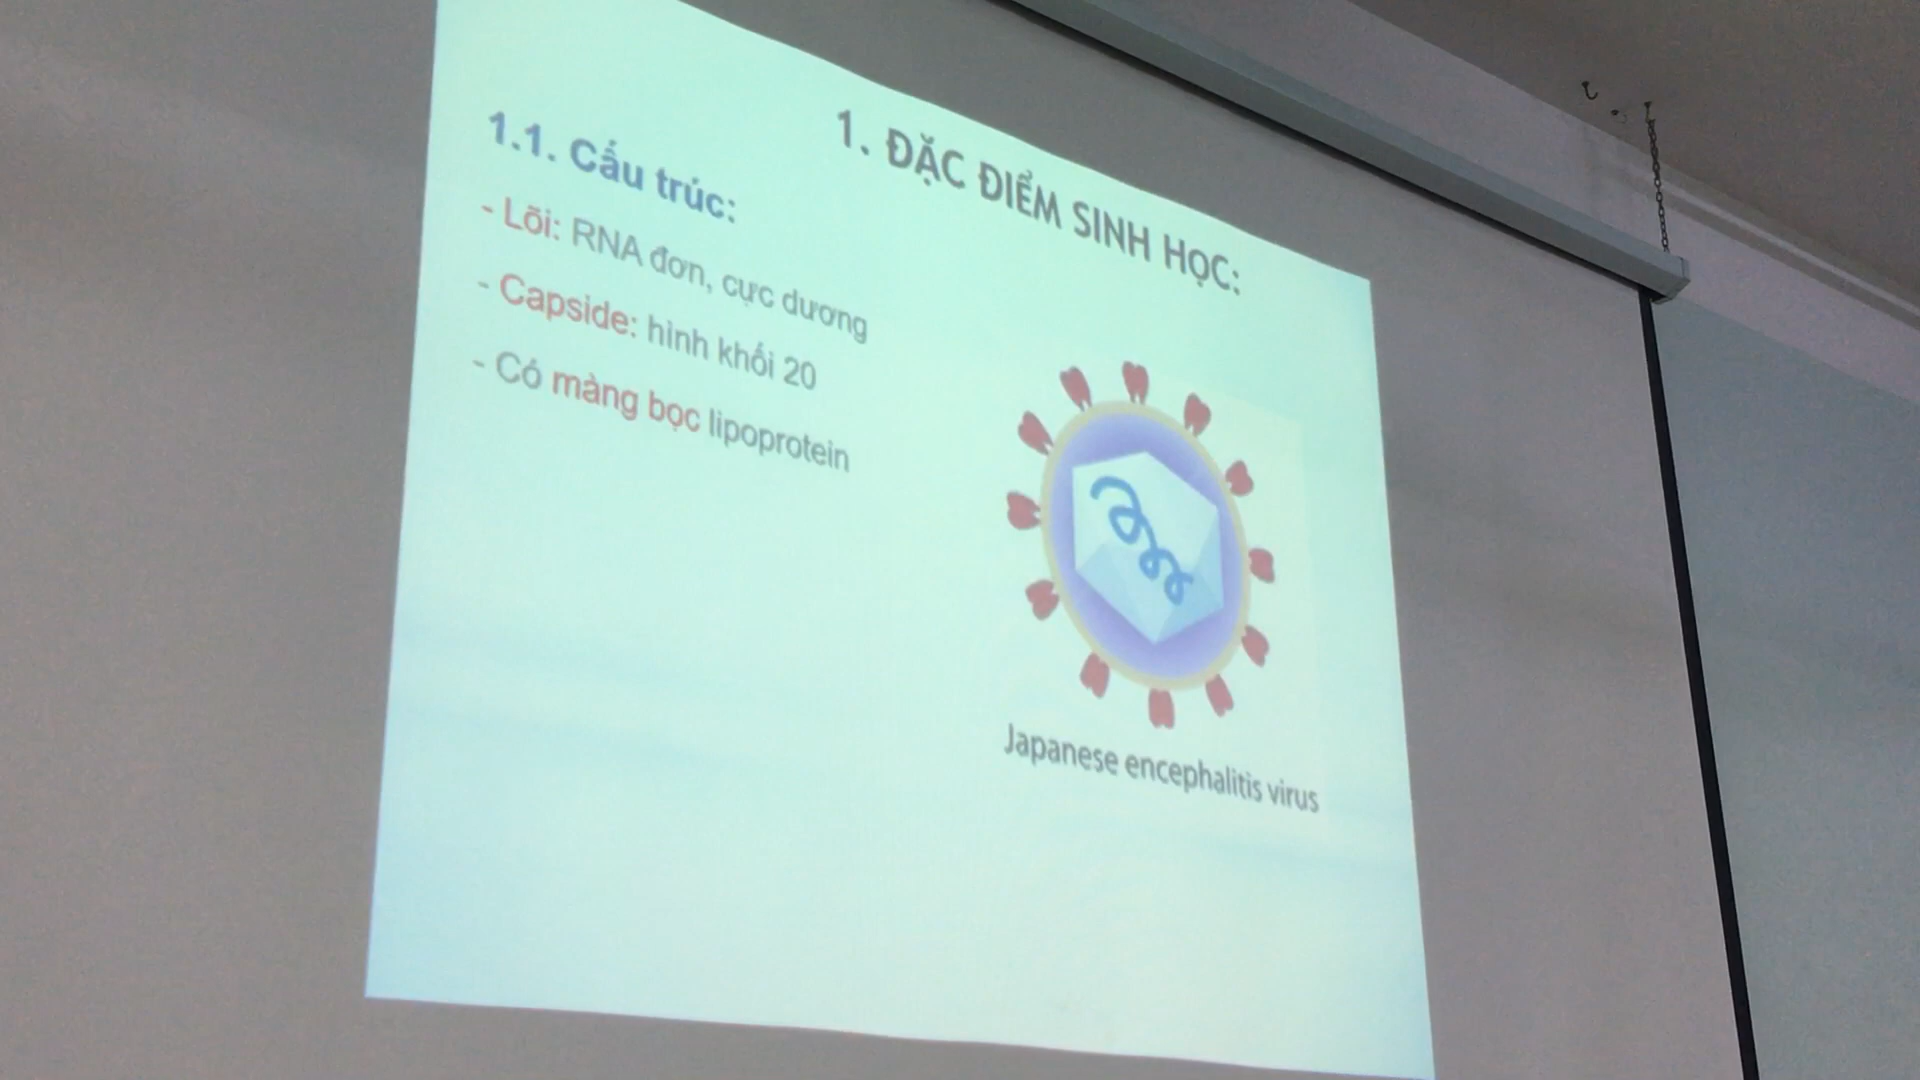 1. ĐẶC ĐIỂM SINH HỌC:
1.1. Cấu trúc:
- Lõi: RNA đơn, cực dương
- Capside: hình khối 20
- Có màng bọc lipoprotein
Japanese encephalitis virus